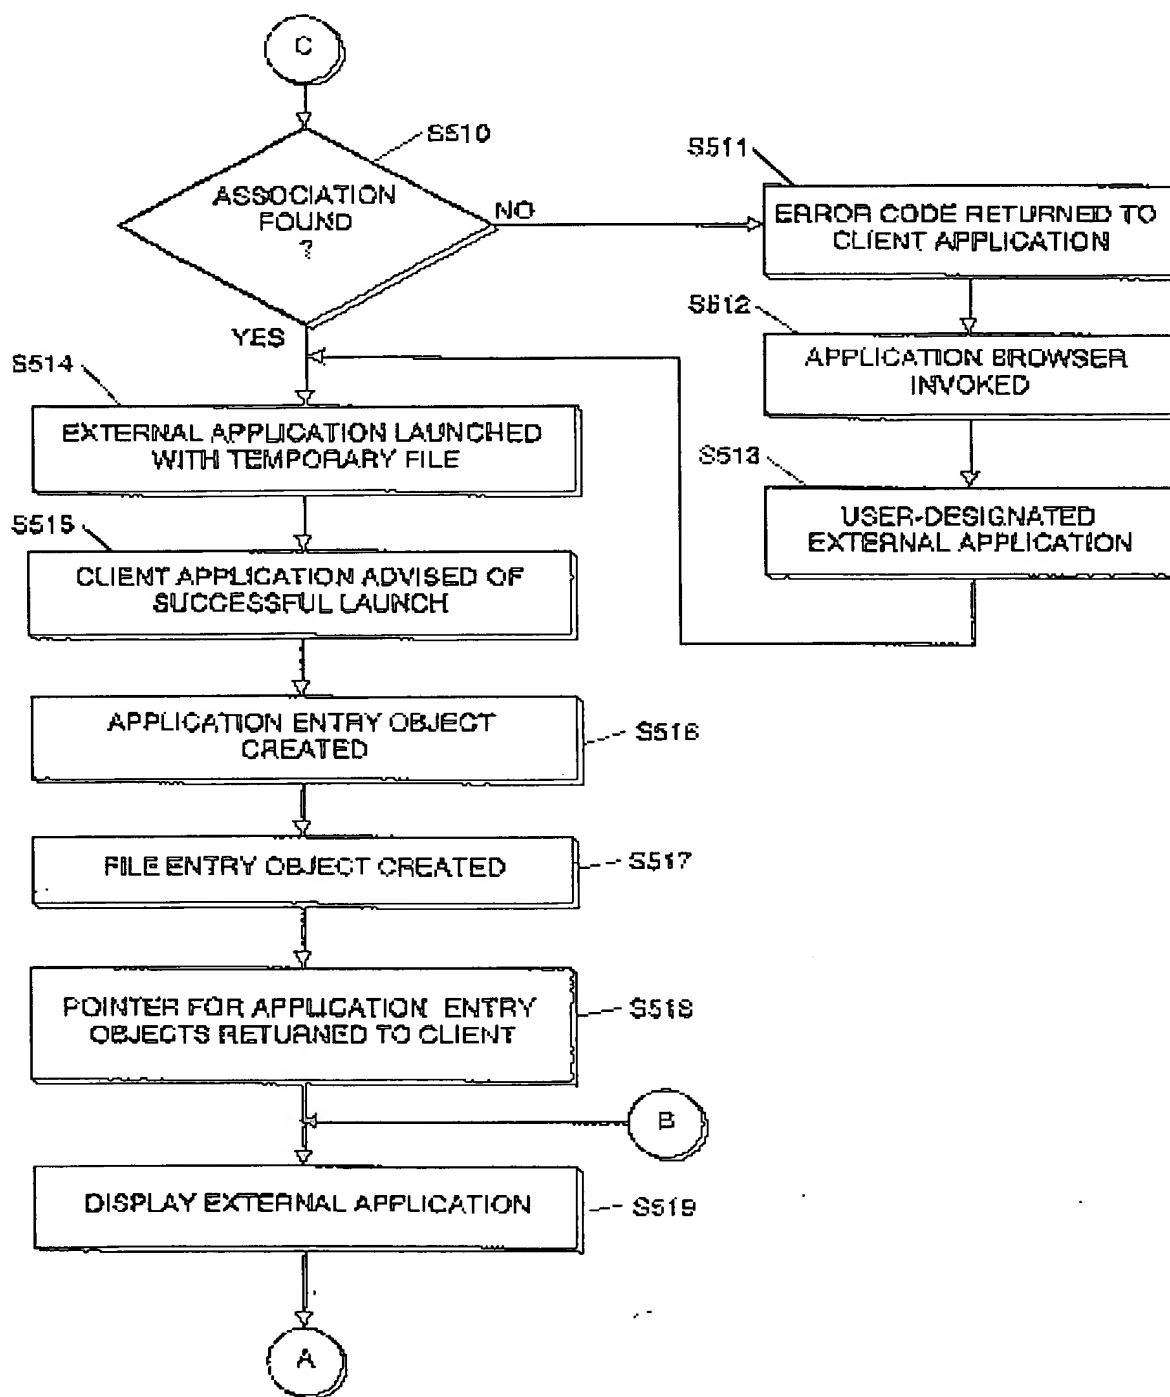 C
S510
ASSOCIATION
FOUND
?
NO
YES
S511
ERROR CODE RETURNED TO
CLIENT APPLICATION
S512
APPLICATION BROWSER
INVOKED
S513
USER-DESIGNATED
EXTERNAL APPLICATION
S514
EXTERNAL APPLICATION LAUNCHED
WITH TEMPORARY FILE
S515
CLIENT APPLICATION ADVISED OF
SUCCESSFUL LAUNCH
APPLICATION ENTRY OBJECT
CREATED
S516
FILE ENTRY OBJECT CREATED
S517
POINTER FOR APPLICATION ENTRY
OBJECTS RETURNED TO CLIENT
S518
B
DISPLAY EXTERNAL APPLICATION
S519
A